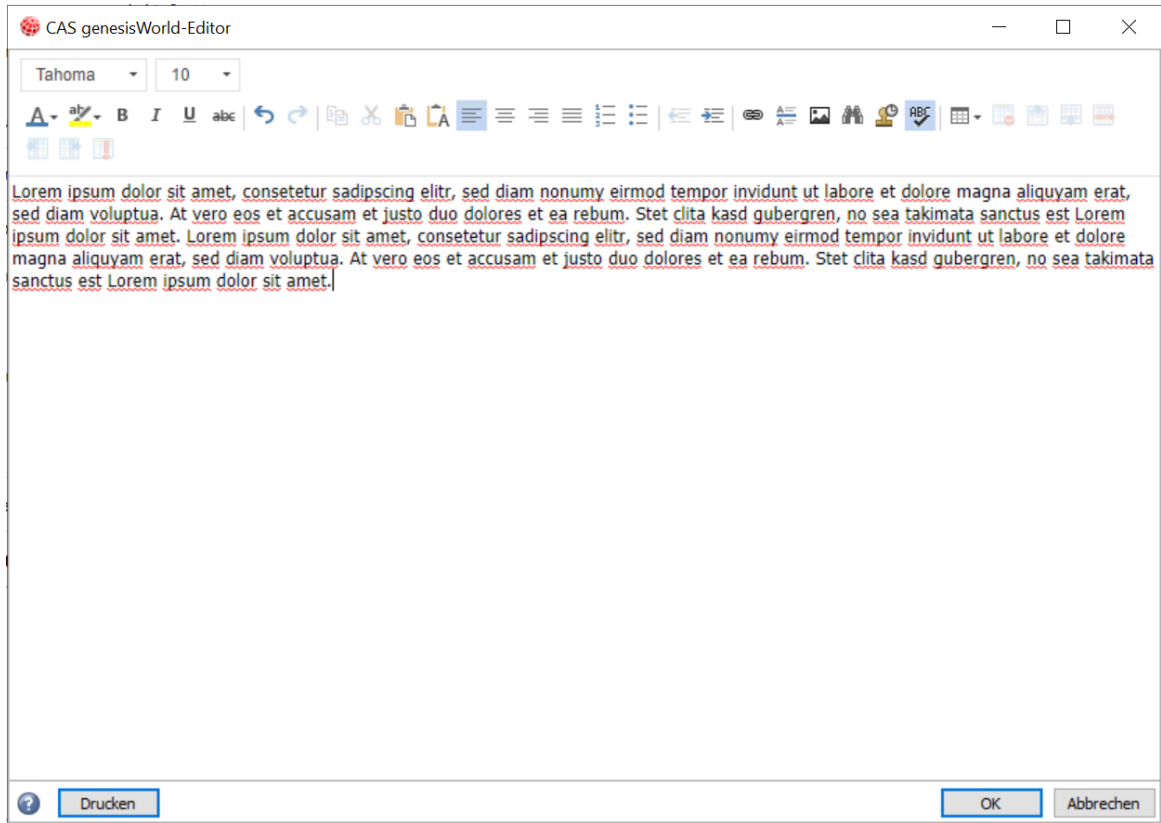 CAS genesisWorld-Editor
Tahoma 10
A ab B I U abc A ABC
Lorem ipsum dolor sit amet, consetetur sadipscing elitr, sed diam nonumy eirmod tempor invidunt ut labore et dolore magna aliquyam erat,
sed diam voluptua. At vero eos et accusam et justo duo dolores et ea rebum. Stet clita kasd gubergren, no sea takimata sanctus est Lorem
ipsum dolor sit amet. Lorem ipsum dolor sit amet, consetetur sadipscing elitr, sed diam nonumy eirmod tempor invidunt ut labore et dolore
magna aliquyam erat, sed diam voluptua. At vero eos et accusam et justo duo dolores et ea rebum. Stet clita kasd gubergren, no sea takimata
sanctus est Lorem ipsum dolor sit amet.
Drucken OK Abbrechen